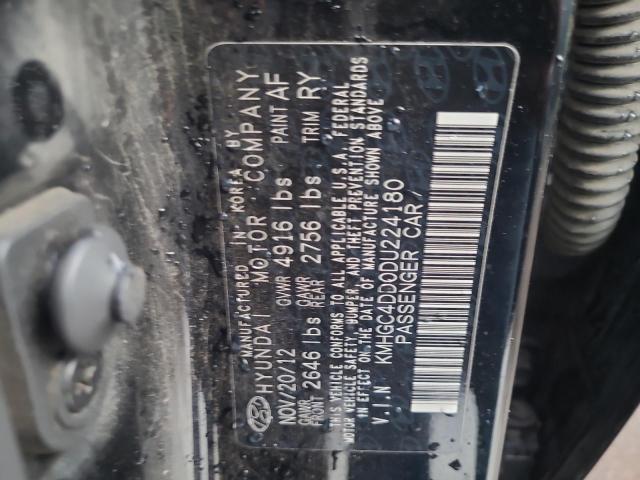 MANUFACTURED IN KOREA BY
HYUNDAI MOTOR COMPANY
NOV/20/12 GVWR 4916 lbs PAINT AF
GAWR FRONT 2646 lbs GAWR REAR 2756 lbs TRIM RY
THIS VEHICLE CONFORMS TO ALL APPLICABLE U.S.A. FEDERAL
MOTOR VEHICLE SAFETY, BUMPER, AND THEFT PREVENTION STANDARDS
IN EFFECT ON THE DATE OF MANUFACTURE SHOWN ABOVE
V.I.N KMHGC4DD0DU224180
PASSENGER CAR/